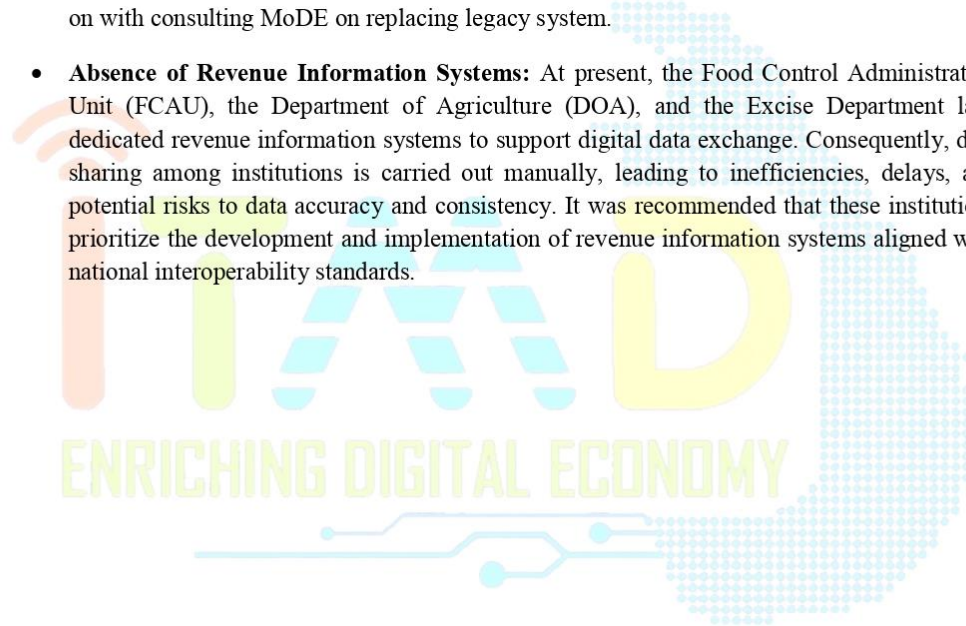 on with consulting MoDE on replacing legacy system.
• Absence of Revenue Information Systems: At present, the Food Control Administrat
Unit (FCAU), the Department of Agriculture (DOA), and the Excise Department la
dedicated revenue information systems to support digital data exchange. Consequently, d
sharing among institutions is carried out manually, leading to inefficiencies, delays, a
potential risks to data accuracy and consistency. It was recommended that these instituti
prioritize the development and implementation of revenue information systems aligned w
national interoperability standards.
ITMD
ENRICHING DIGITAL ECONOMY